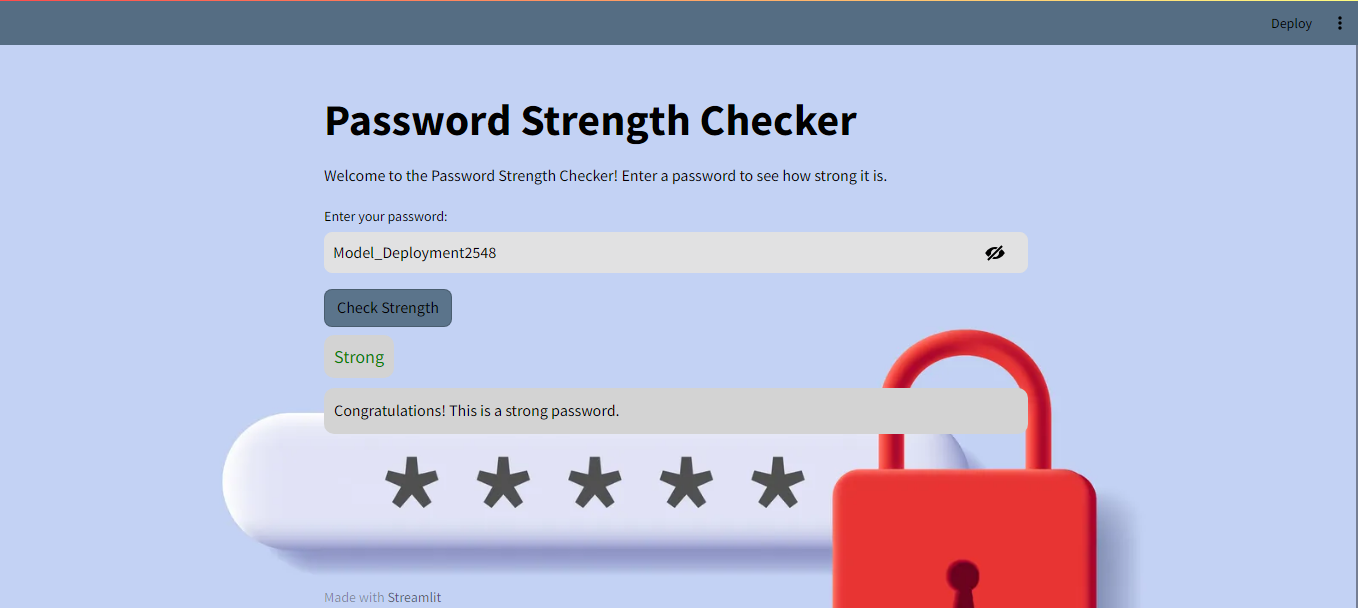 Deploy
Password Strength Checker
Welcome to the Password Strength Checker! Enter a password to see how strong it is.
Enter your password:
Model_Deployment2548
Check Strength
Strong
Congratulations! This is a strong password.
* * * * *
Made with Streamlit